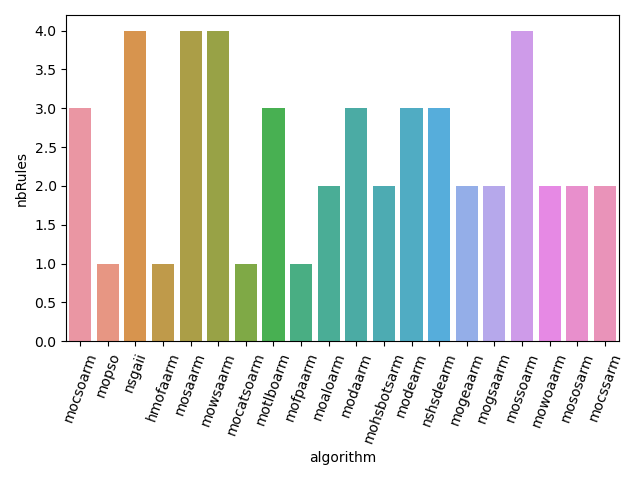 4.0
3.5
3.0
2.5
2.0
1.5
1.0
0.5
0.0
nbRules
mocsoarm
mopso
nsgaii
hmofaarm
mosaarm
mowsaarm
mocatsoarm
motlboarm
mofpaarm
moaloarm
modaarm
mohsbotsarm
modearm
nshsdearm
mogeaarm
mogsaarm
mossoarm
mowoaarm
mososarm
mocssarm
algorithm